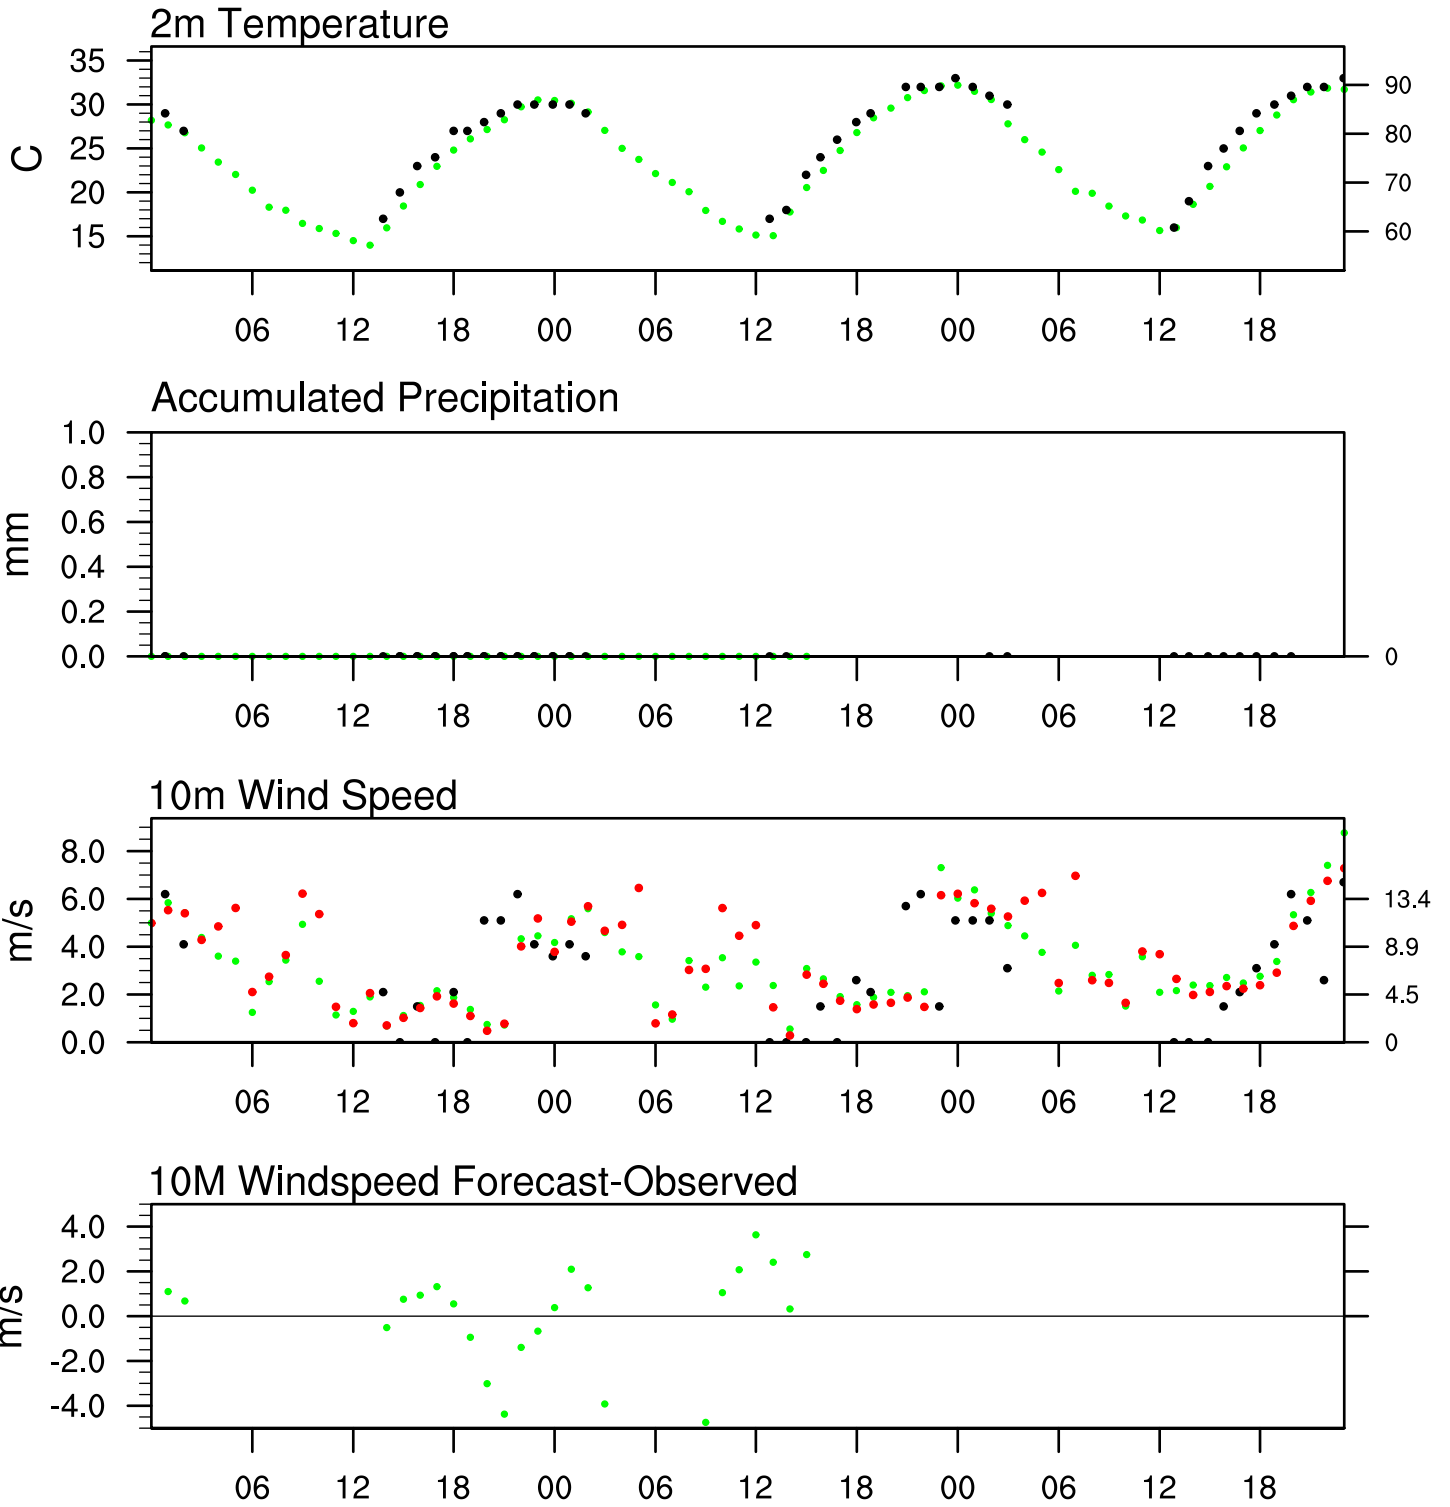 2m Temperature
35
30
25
20
15
C
90
80
70
60
06 12 18 00 06 12 18 00 06 12 18
Accumulated Precipitation
1.0
0.8
0.6
0.4
0.2
0.0
mm
0
06 12 18 00 06 12 18 00 06 12 18
10m Wind Speed
8.0
6.0
4.0
2.0
0.0
m/s
13.4
8.9
4.5
0
06 12 18 00 06 12 18 00 06 12 18
10M Windspeed Forecast-Observed
4.0
2.0
0.0
-2.0
-4.0
m/s
06 12 18 00 06 12 18 00 06 12 18